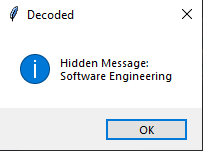 Decoded
Hidden Message:
Software Engineering
OK